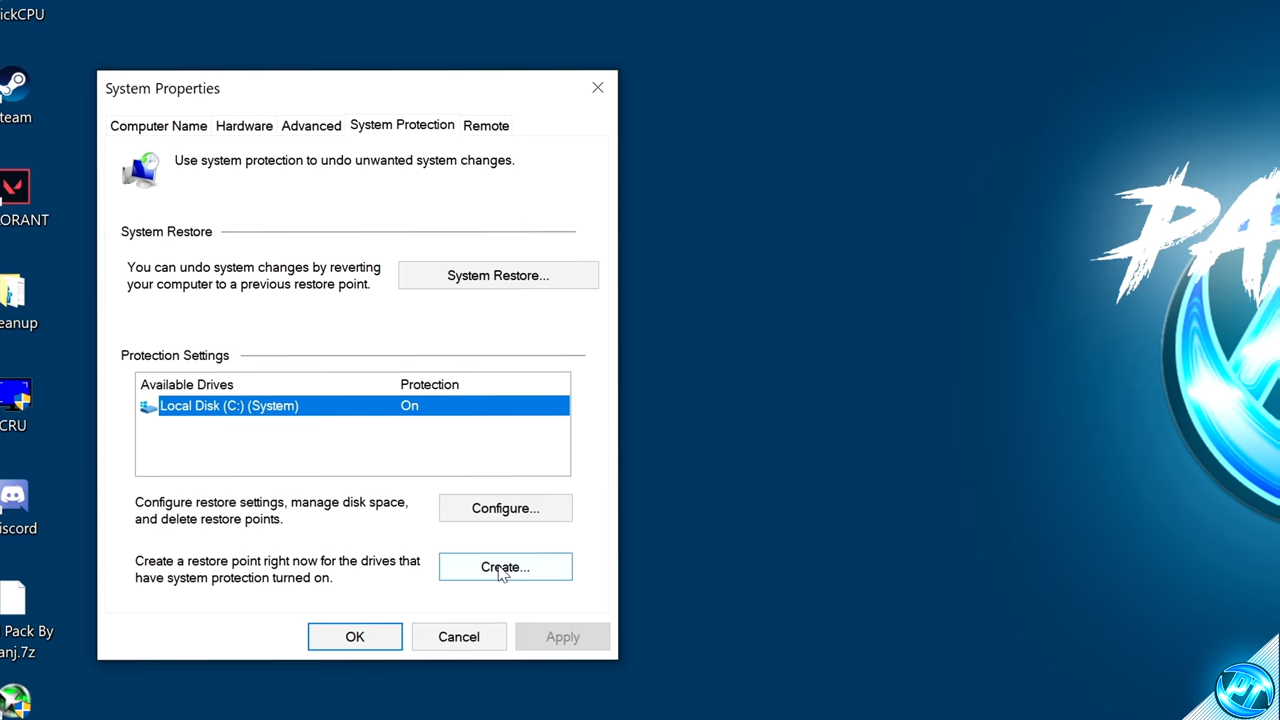 ickCPU
team
ORANT
eanup
CRU
iscord
Pack By
anj.7z
System Properties
Computer Name Hardware Advanced System Protection Remote
Use system protection to undo unwanted system changes.
System Restore
You can undo system changes by reverting
your computer to a previous restore point.
System Restore...
Protection Settings
Available Drives Protection
Local Disk (C:) (System) On
Configure restore settings, manage disk space,
and delete restore points.
Configure...
Create a restore point right now for the drives that
have system protection turned on.
Create...
OK Cancel Apply
PA
PT